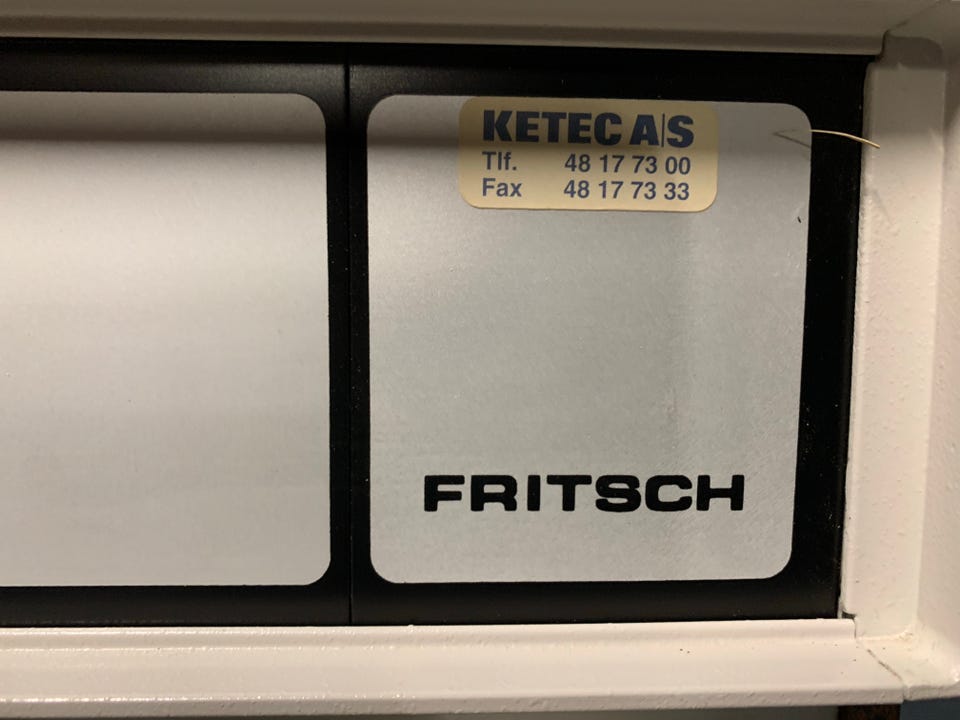 KETEC A/S
Tlf. 48 17 73 00
Fax 48 17 73 33
FRITSCH